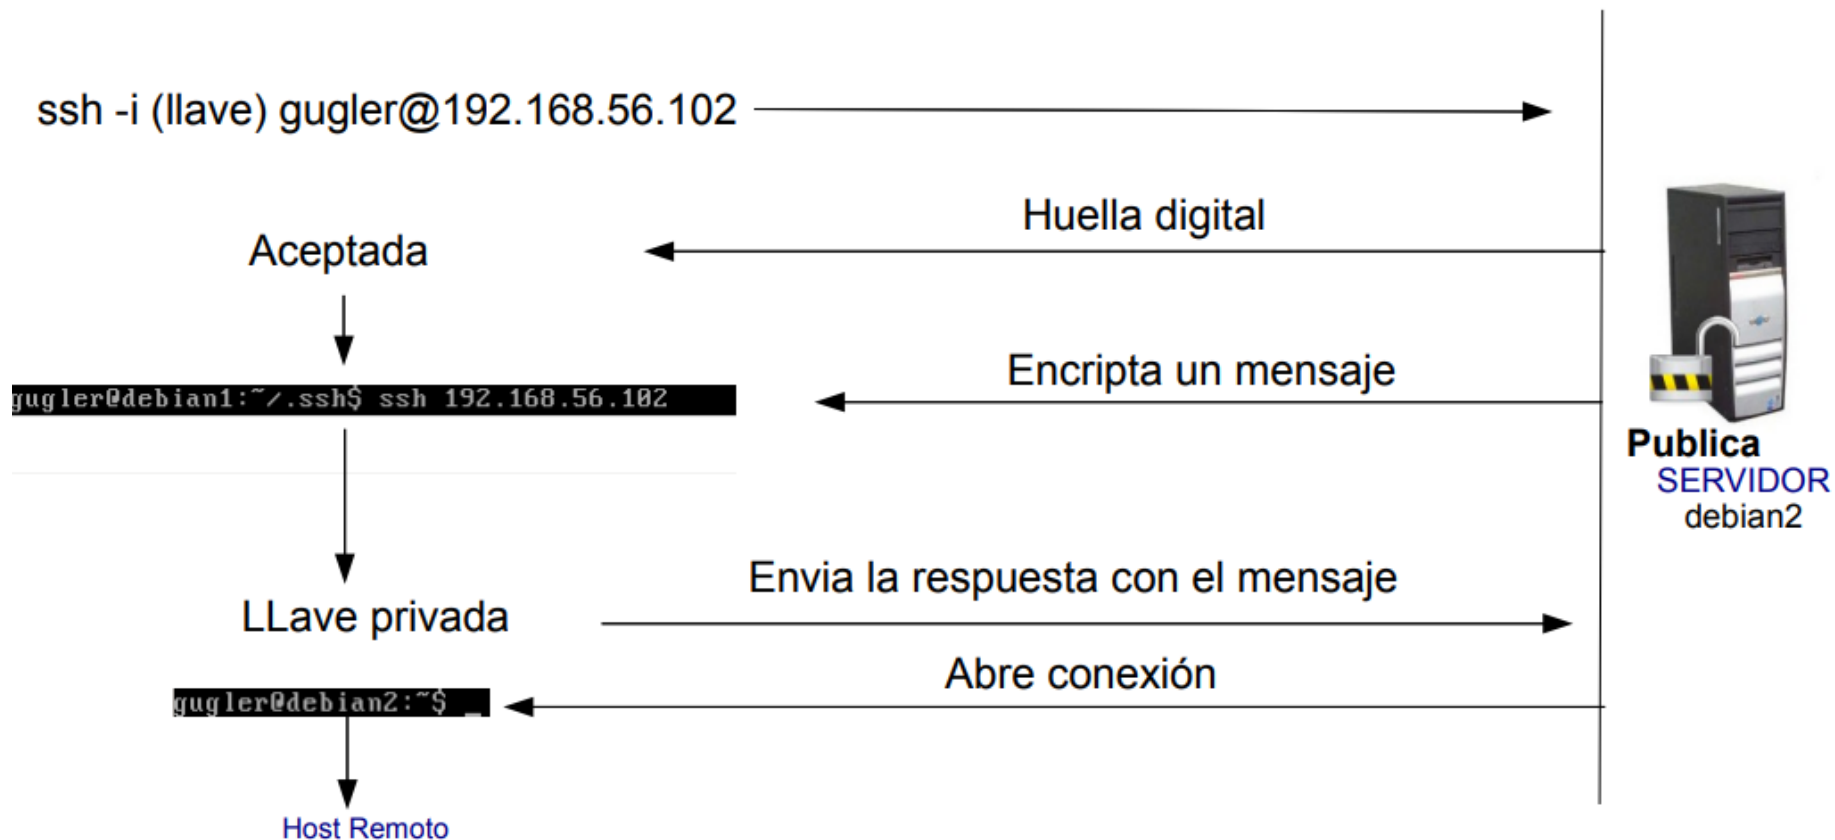 ssh -i (llave) gugler@192.168.56.102
Huella digital
Aceptada
Encripta un mensaje
gugler@debian1:~/.ssh$ ssh 192.168.56.102
Publica
SERVIDOR
debian2
Envia la respuesta con el mensaje
LLave privada
Abre conexión
gugler@debian2:~$ _
Host Remoto